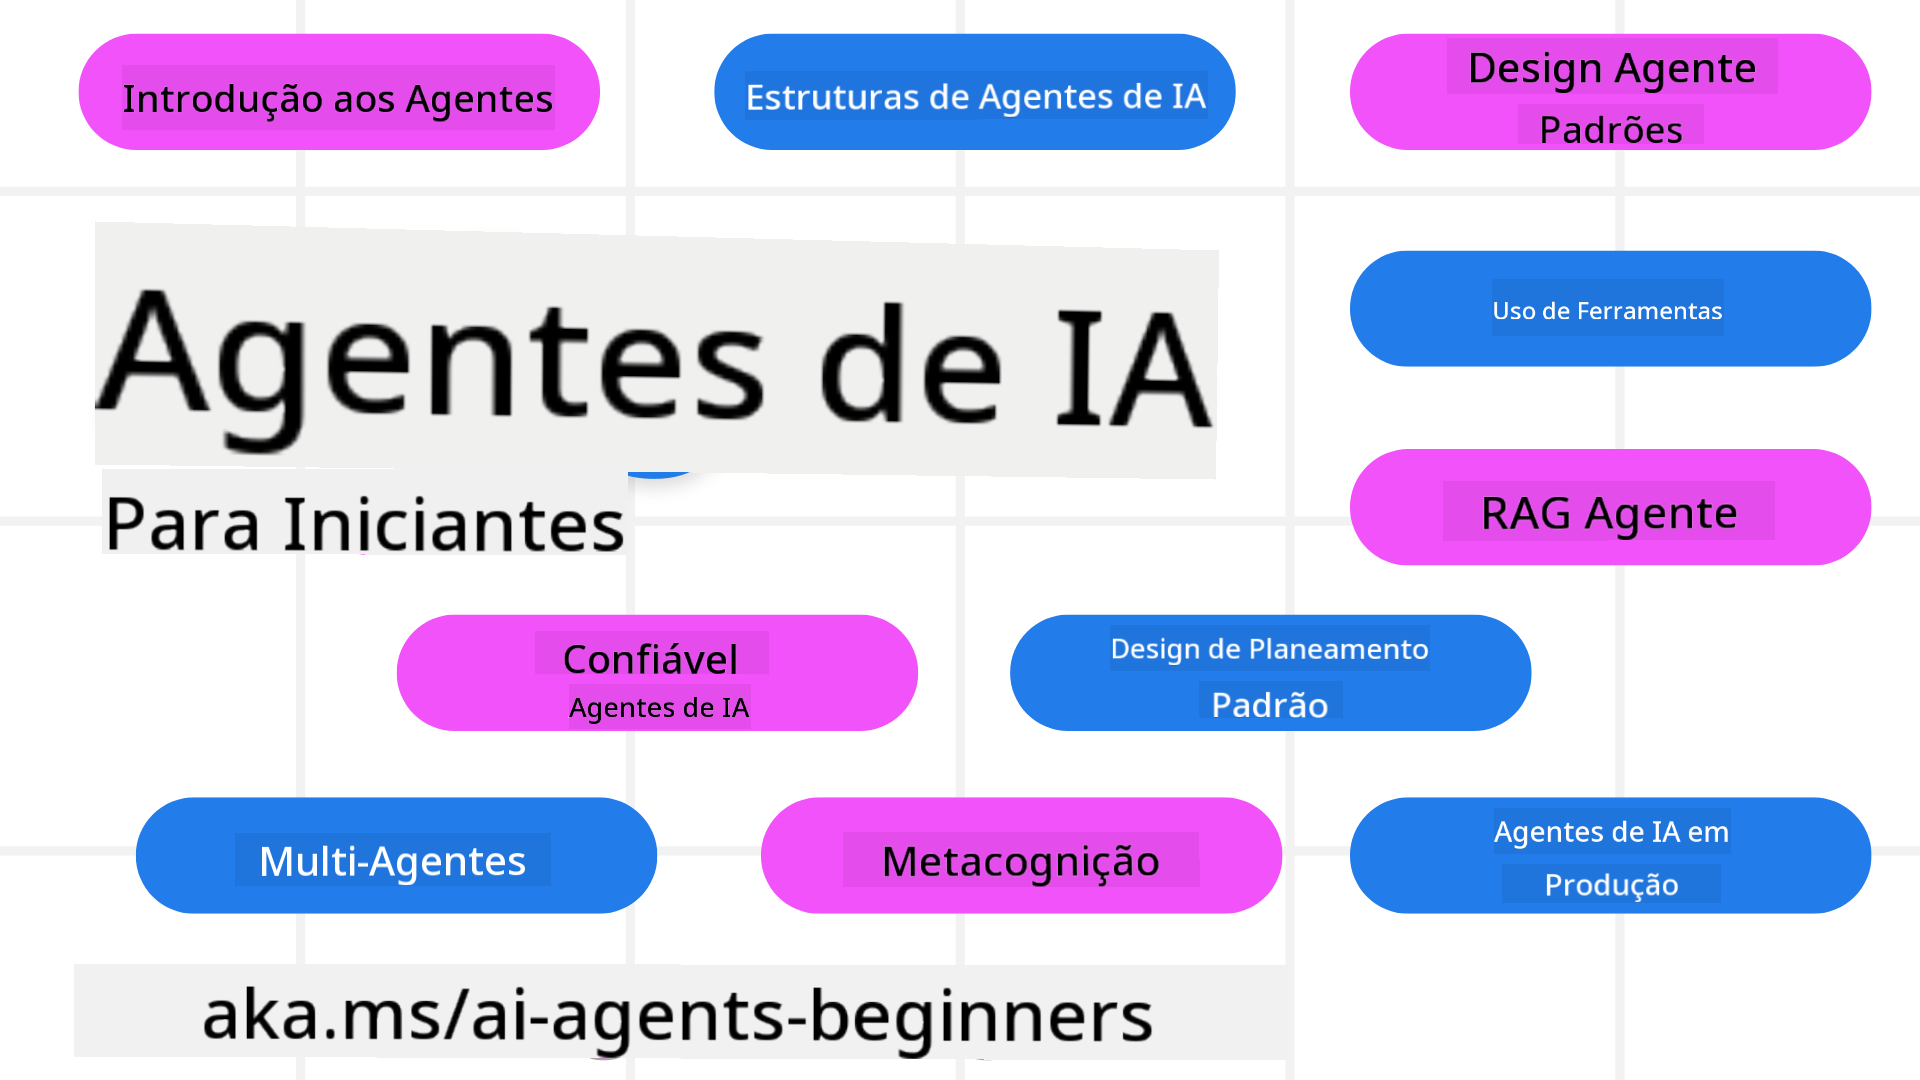 Introdução aos Agentes
Estruturas de Agentes de IA
Design Agente
Padrões
Agentes de IA
Para Iniciantes
Uso de Ferramentas
RAG Agente
Confiável
Agentes de IA
Design de Planeamento
Padrão
Multi-Agentes
Metacognição
Agentes de IA em
Produção
aka.ms/ai-agents-beginners